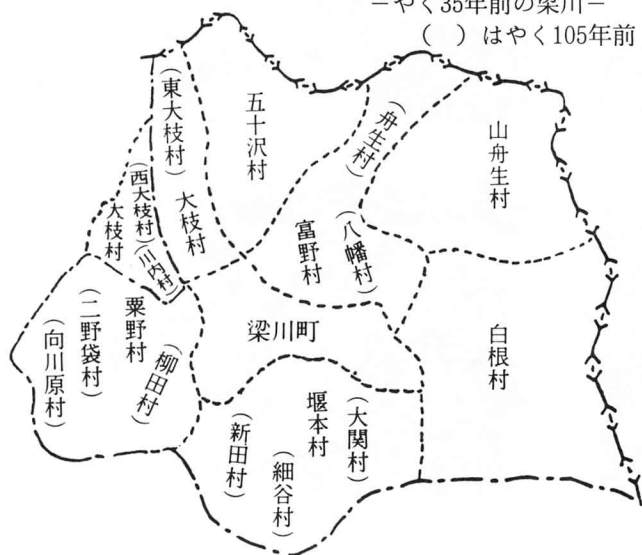 －やく35年前の梁川－
（ ）はやく105年前
（東大枝村）
大枝村
五十沢村
（舟生村）
山舟生村
（西大枝村）
大枝村
（川内村）
富野村
（八幡村）
粟野村
（二野袋村）
（向川原村）
（柳田村）
梁川町
白根村
堰本村
（大関村）
（新田村）
（細谷村）